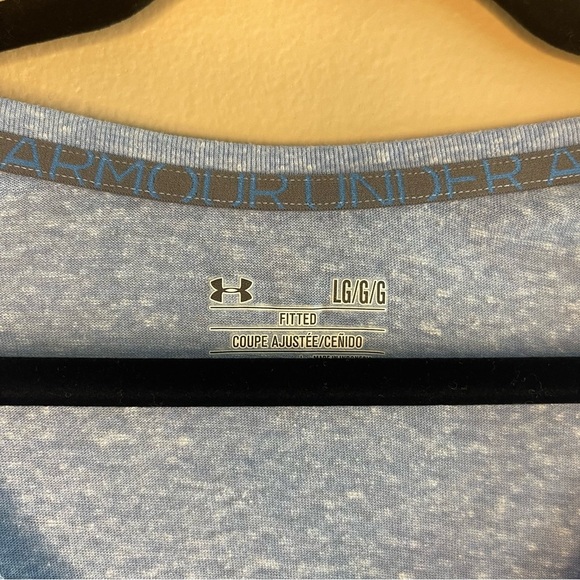 ARMOUR UNDER A
LG/G/G
FITTED
COUPE AJUSTÉE/CEÑIDO